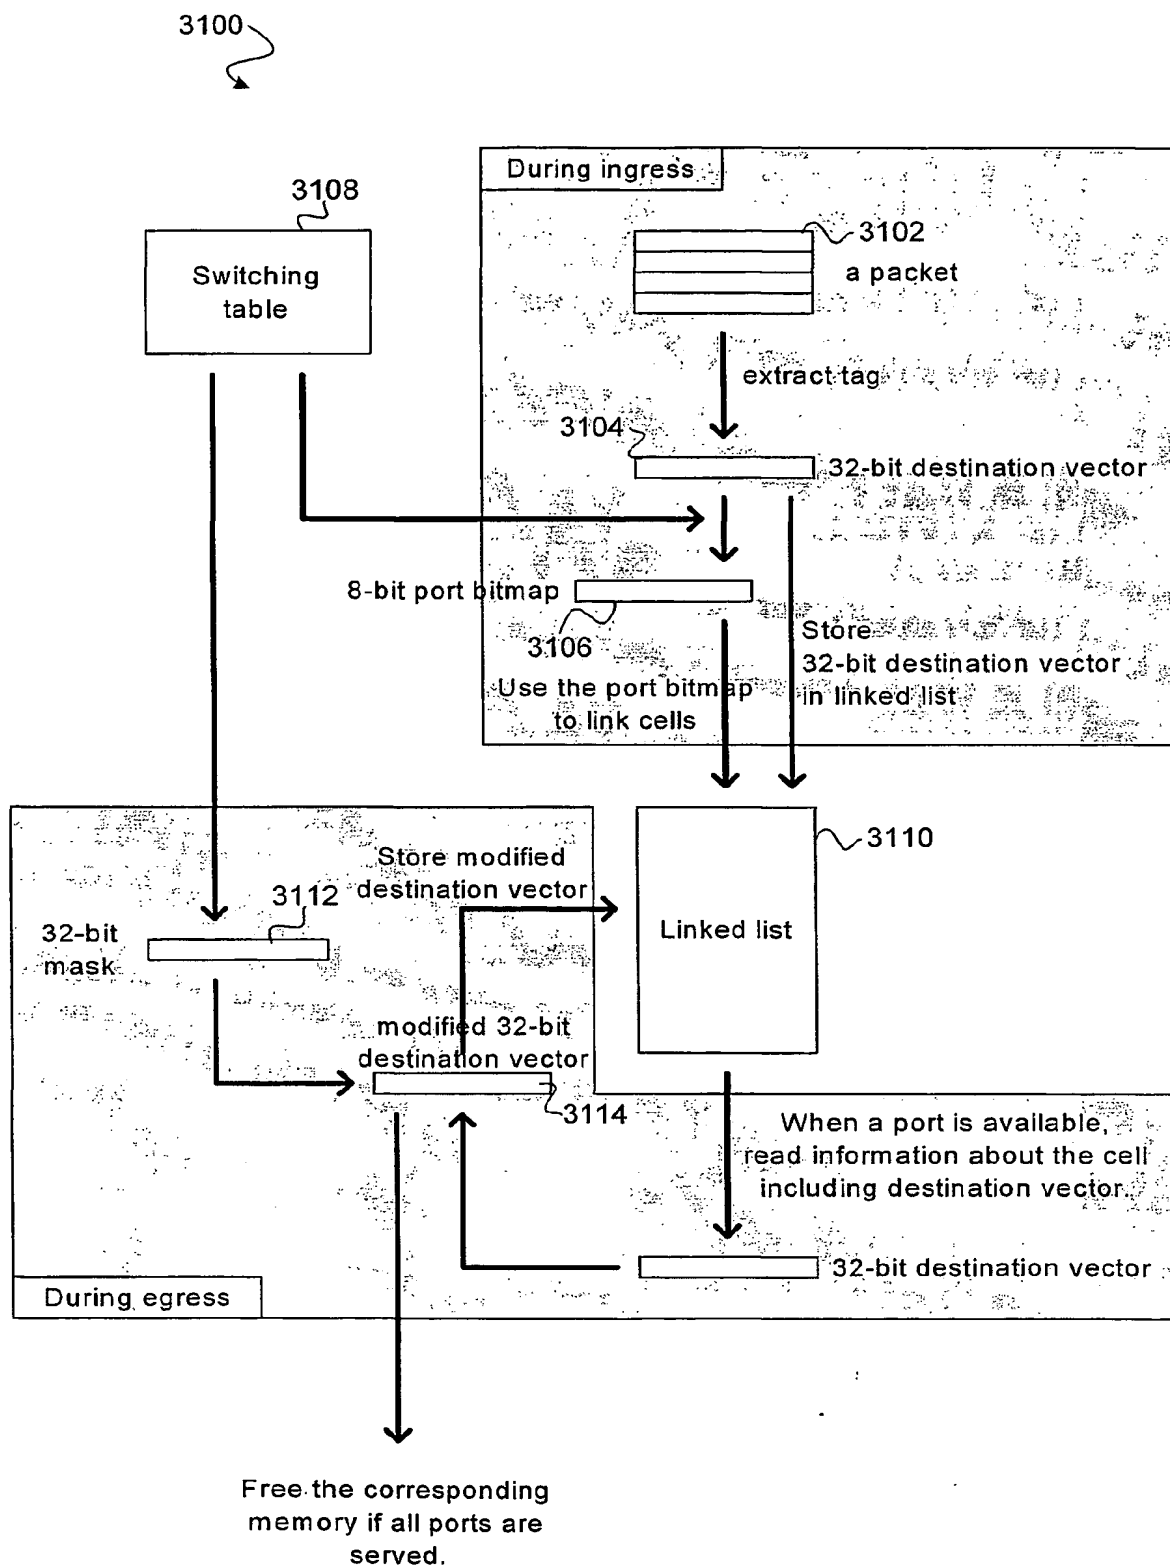 3100
During ingress
3108
Switching
table
3102
a packet
extract tag
3104
32-bit destination vector
8-bit port bitmap
3106
Store
32-bit destination vector
in linked list
Use the port bitmap
to link cells
3110
Linked list
Store modified
destination vector
3112
32-bit
mask
modified 32-bit
destination vector
3114
When a port is available,
read information about the cell
including destination vector.
32-bit destination vector
During egress
Free the corresponding
memory if all ports are
served.